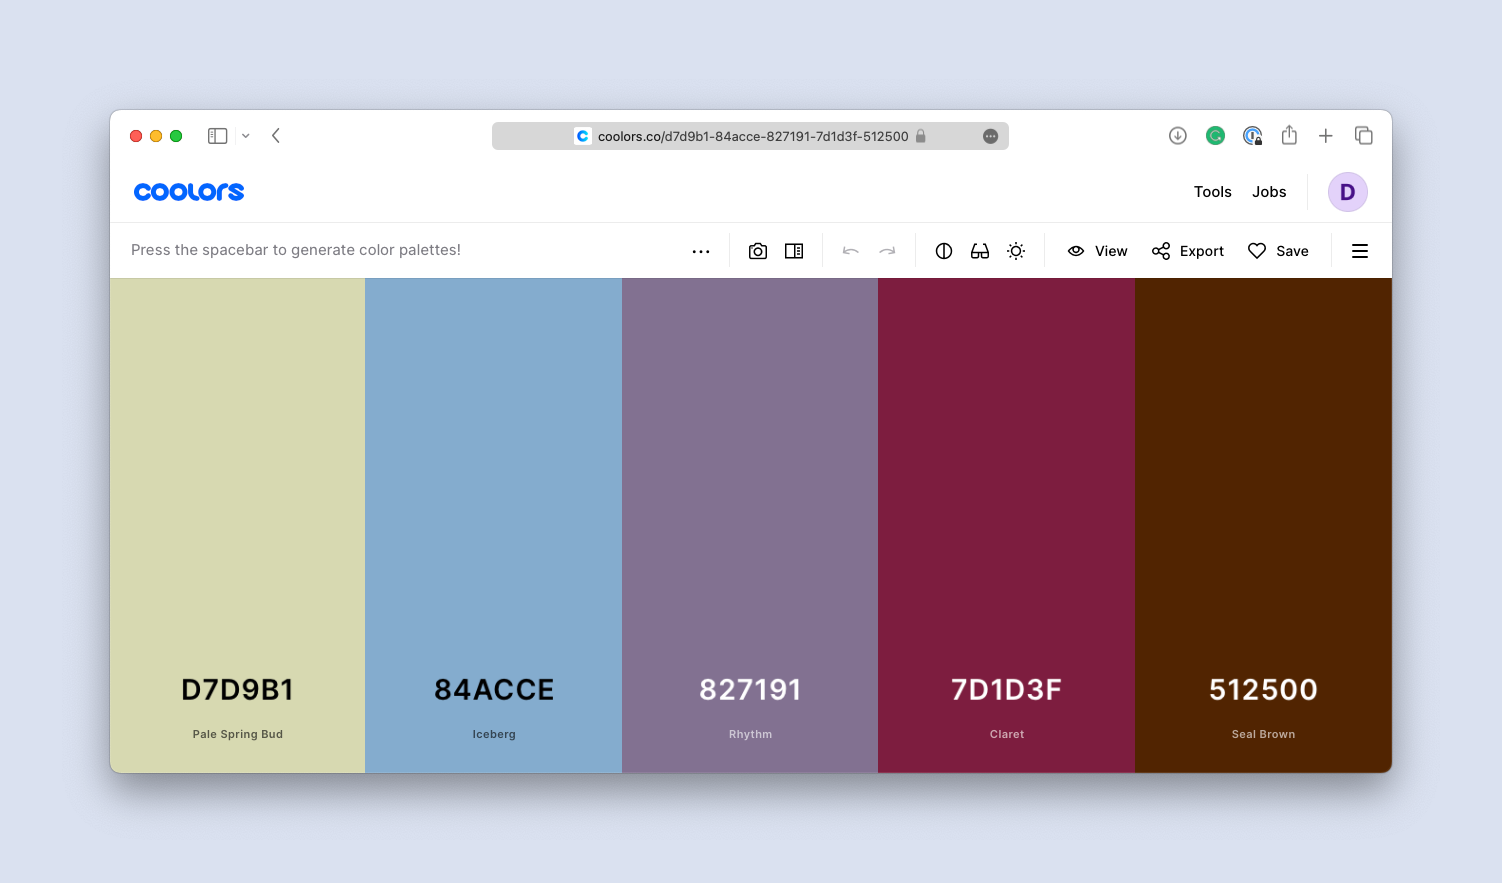 coolors.co/d7d9b1-84acce-827191-7d1d3f-512500
coolors
Tools Jobs D
Press the spacebar to generate color palettes!
View Export Save
D7D9B1 84ACCE 827191 7D1D3F 512500
Pale Spring Bud Iceberg Rhythm Claret Seal Brown